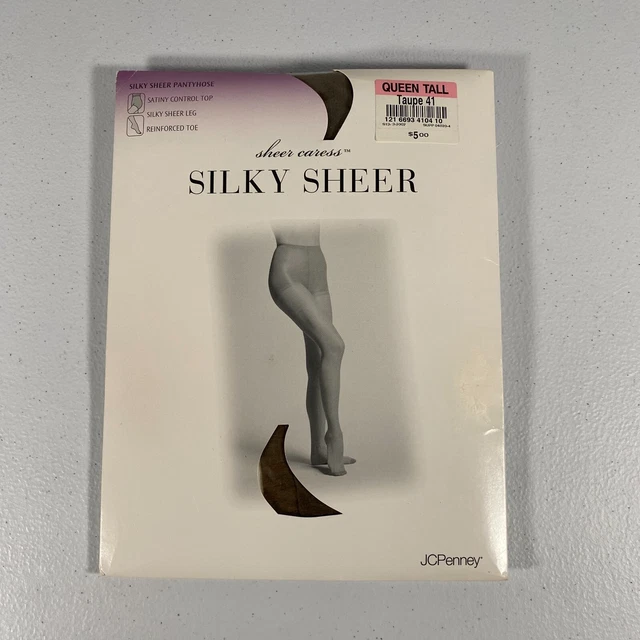 SILKY SHEER PANTYHOSE
SATINY CONTROL TOP
SILKY SHEER LEG
REINFORCED TOE
QUEEN TALL
Taupe 41
121 6693 4104 10
$5.00
sheer caress™
SILKY SHEER
JCPenney